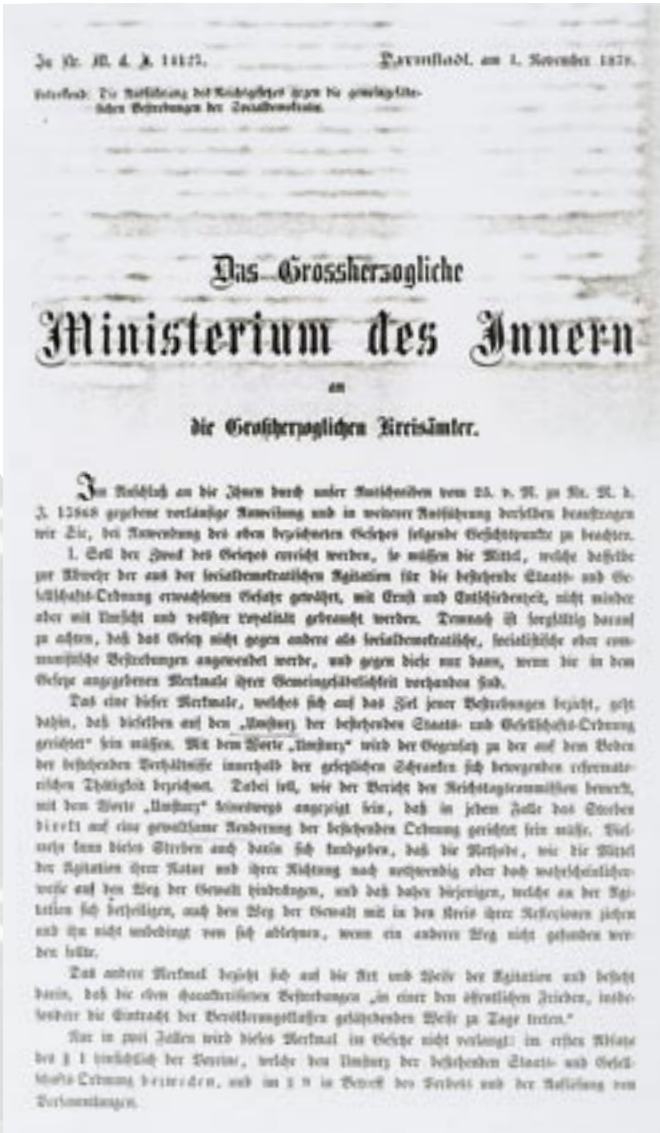 Zu Nr. M. d. J.
Darmstadt, am 1. November 1878.
betreffend: Die Ausführung des Reichsgesetzes gegen die gemeingefähr-
lichen Bestrebungen der Socialdemokratie.
Das Grossherzogliche
Ministerium des Innern
an
die Großherzoglichen Kreisämter.
Im Anschluß an die Ihnen durch unser Amtschreiben vom 25. v. M. zu Nr. M. d.
J. gegebene vorläufige Anweisung und in weiterer Ausführung derselben beauftragen
wir Sie, bei Anwendung des oben bezeichneten Gesetzes folgende Gesichtspunkte zu beachten.
1. Soll der Zweck des Gesetzes erreicht werden, so müssen die Mittel, welche dasselbe
zur Abwehr der aus der socialdemokratischen Agitation für die bestehende Staats- und Ge-
sellschafts-Ordnung erwachsenen Gefahr gewährt, mit Ernst und Entschiedenheit, nicht minder
aber mit Umsicht und vollster Loyalität gebraucht werden. Demnach ist sorgfältig darauf
zu achten, daß das Gesetz nicht gegen andere als socialdemokratische, socialistische oder com-
munistische Bestrebungen angewendet werde, und gegen diese nur dann, wenn die in dem
Gesetze angegebenen Merkmale ihrer Gemeingefährlichkeit vorhanden sind.
Das eine dieser Merkmale, welches sich auf das Ziel jener Bestrebungen bezieht, geht
dahin, daß dieselben auf den „Umsturz der bestehenden Staats- und Gesellschafts-Ordnung
gerichtet“ sein müssen. Mit dem Worte „Umsturz“ wird der Gegensatz zu der auf dem Boden
der bestehenden Verhältnisse innerhalb der gesetzlichen Schranken sich bewegenden reformato-
rischen Thätigkeit bezeichnet. Dabei soll, wie der Bericht der Reichstagscommission bemerkt,
mit dem Worte „Umsturz“ keineswegs angezeigt sein, daß in jedem Falle das Streben
direkt auf eine gewaltsame Aenderung der bestehenden Ordnung gerichtet sein müsse. Viel-
mehr kann dieses Streben auch darin sich kundgeben, daß die Methode, wie die Mittel
der Agitation ihrer Natur und ihrer Richtung nach nothwendig oder doch wahrscheinlicher-
weise auf den Weg der Gewalt hindrängen, und daß daher diejenigen, welche an der Agi-
tation sich betheiligen, auch den Weg der Gewalt mit in den Kreis ihrer Reflexionen ziehen
und ihn nicht unbedingt von sich ablehnen, wenn ein anderer Weg nicht gefunden wer-
den sollte.
Das andere Merkmal bezieht sich auf die Art und Weise der Agitation und besteht
darin, daß die oben charakterisirten Bestrebungen „in einer den öffentlichen Frieden, insbe-
sondere die Eintracht der Bevölkerungsklassen gefährdenden Weise zu Tage treten.“
Nur in zwei Fällen wird dieses Merkmal im Gesetze nicht verlangt: im ersten Absatze
des § 1 hinsichtlich der Vereine, welche den Umsturz der bestehenden Staats- und Gesell-
schafts-Ordnung bezwecken, und im § 9 in Betreff des Verbots und der Auflösung von
Versammlungen.